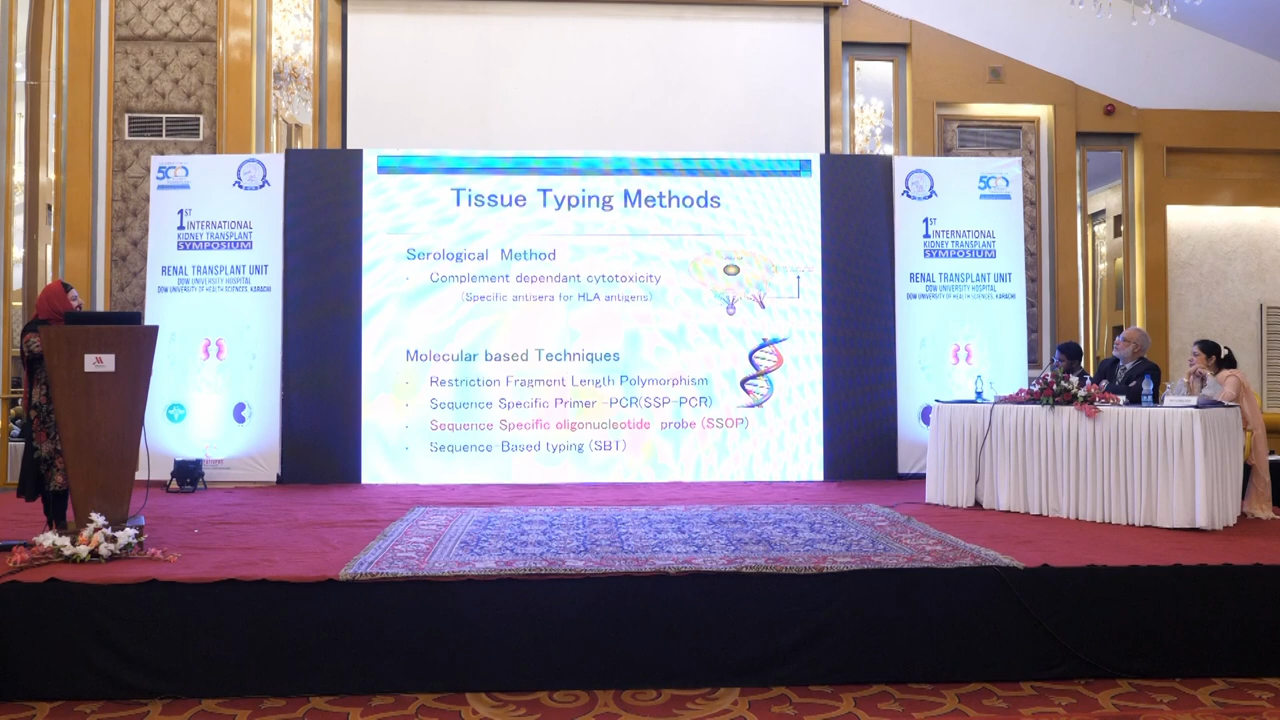 500
1ST
INTERNATIONAL
KIDNEY TRANSPLANT
SYMPOSIUM
RENAL TRANSPLANT UNIT
DOW UNIVERSITY HOSPITAL
DOW UNIVERSITY OF HEALTH SCIENCES, KARACHI
Tissue Typing Methods
Serological Method
· Complement dependant cytotoxicity
(Specific antisera for HLA antigens)
Molecular based Techniques
· Restriction Fragment Length Polymorphism
· Sequence Specific Primer -PCR(SSP-PCR)
· Sequence Specific oligonucleotide probe (SSOP)
· Sequence Based typing (SBT)
500
1ST
INTERNATIONAL
KIDNEY TRANSPLANT
SYMPOSIUM
RENAL TRANSPLANT UNIT
DOW UNIVERSITY HOSPITAL
DOW UNIVERSITY OF HEALTH SCIENCES, KARACHI